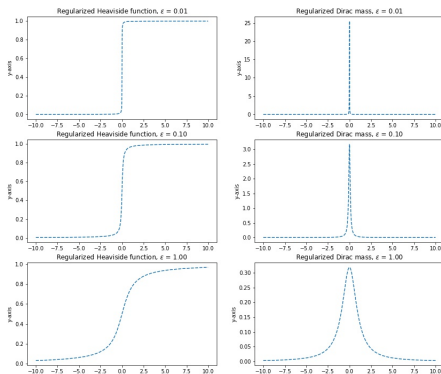 Regularized Heaviside function, ε = 0.01
y-axis
1.0
0.8
0.6
0.4
0.2
0.0
−10.0 −7.5 −5.0 −2.5 0.0 2.5 5.0 7.5 10.0
Regularized Dirac mass, ε = 0.01
y-axis
25
20
15
10
5
0
−10.0 −7.5 −5.0 −2.5 0.0 2.5 5.0 7.5 10.0
Regularized Heaviside function, ε = 0.10
y-axis
1.0
0.8
0.6
0.4
0.2
0.0
−10.0 −7.5 −5.0 −2.5 0.0 2.5 5.0 7.5 10.0
Regularized Dirac mass, ε = 0.10
y-axis
3.0
2.5
2.0
1.5
1.0
0.5
0.0
−10.0 −7.5 −5.0 −2.5 0.0 2.5 5.0 7.5 10.0
Regularized Heaviside function, ε = 1.00
y-axis
1.0
0.8
0.6
0.4
0.2
0.0
−10.0 −7.5 −5.0 −2.5 0.0 2.5 5.0 7.5 10.0
Regularized Dirac mass, ε = 1.00
y-axis
0.30
0.25
0.20
0.15
0.10
0.05
0.00
−10.0 −7.5 −5.0 −2.5 0.0 2.5 5.0 7.5 10.0